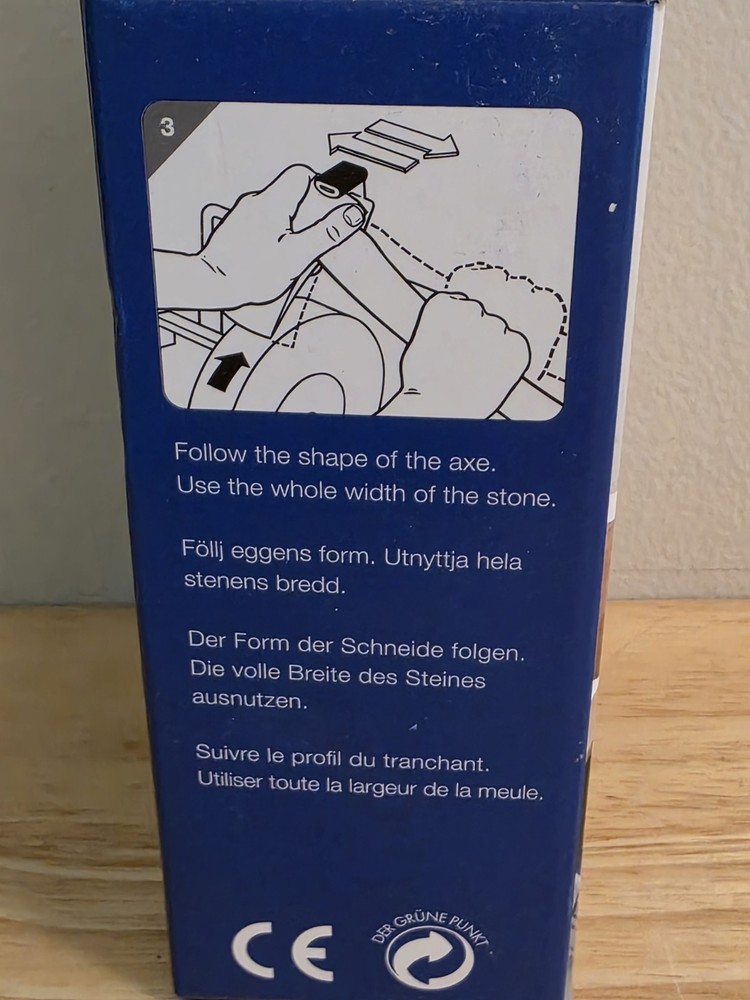 3
Follow the shape of the axe.
Use the whole width of the stone.
Föllj eggens form. Utnyttja hela
stenens bredd.
Der Form der Schneide folgen.
Die volle Breite des Steines
ausnutzen.
Suivre le profil du tranchant.
Utiliser toute la largeur de la meule.
CE
DER GRÜNE PUNKT